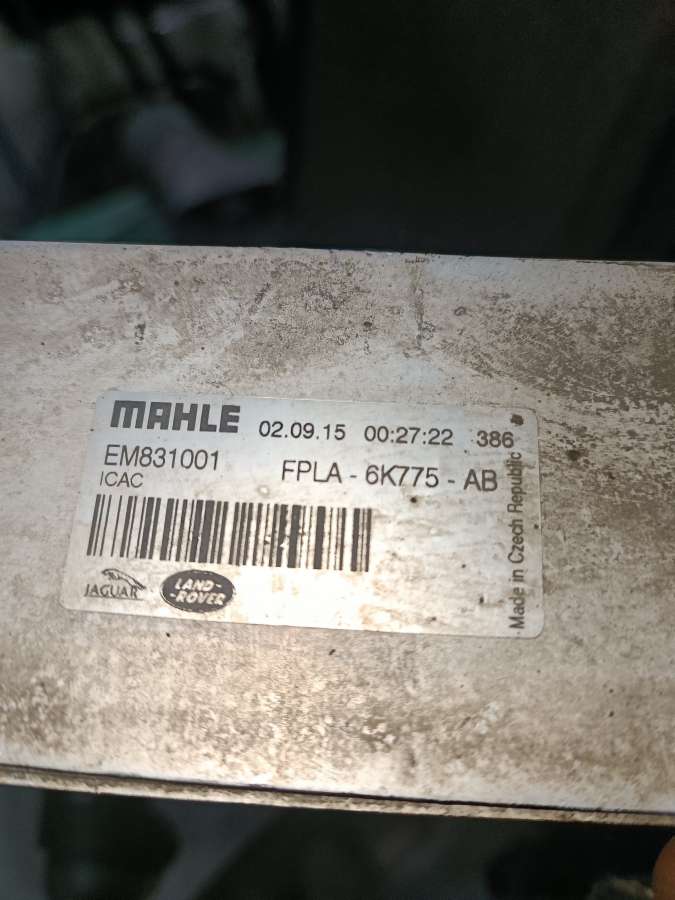 MAHLE 02.09.15 00:27:22 386
EM831001 FPLA - 6K775 - AB
ICAC
JAGUAR LAND-
-ROVER
Made in Czech Republic